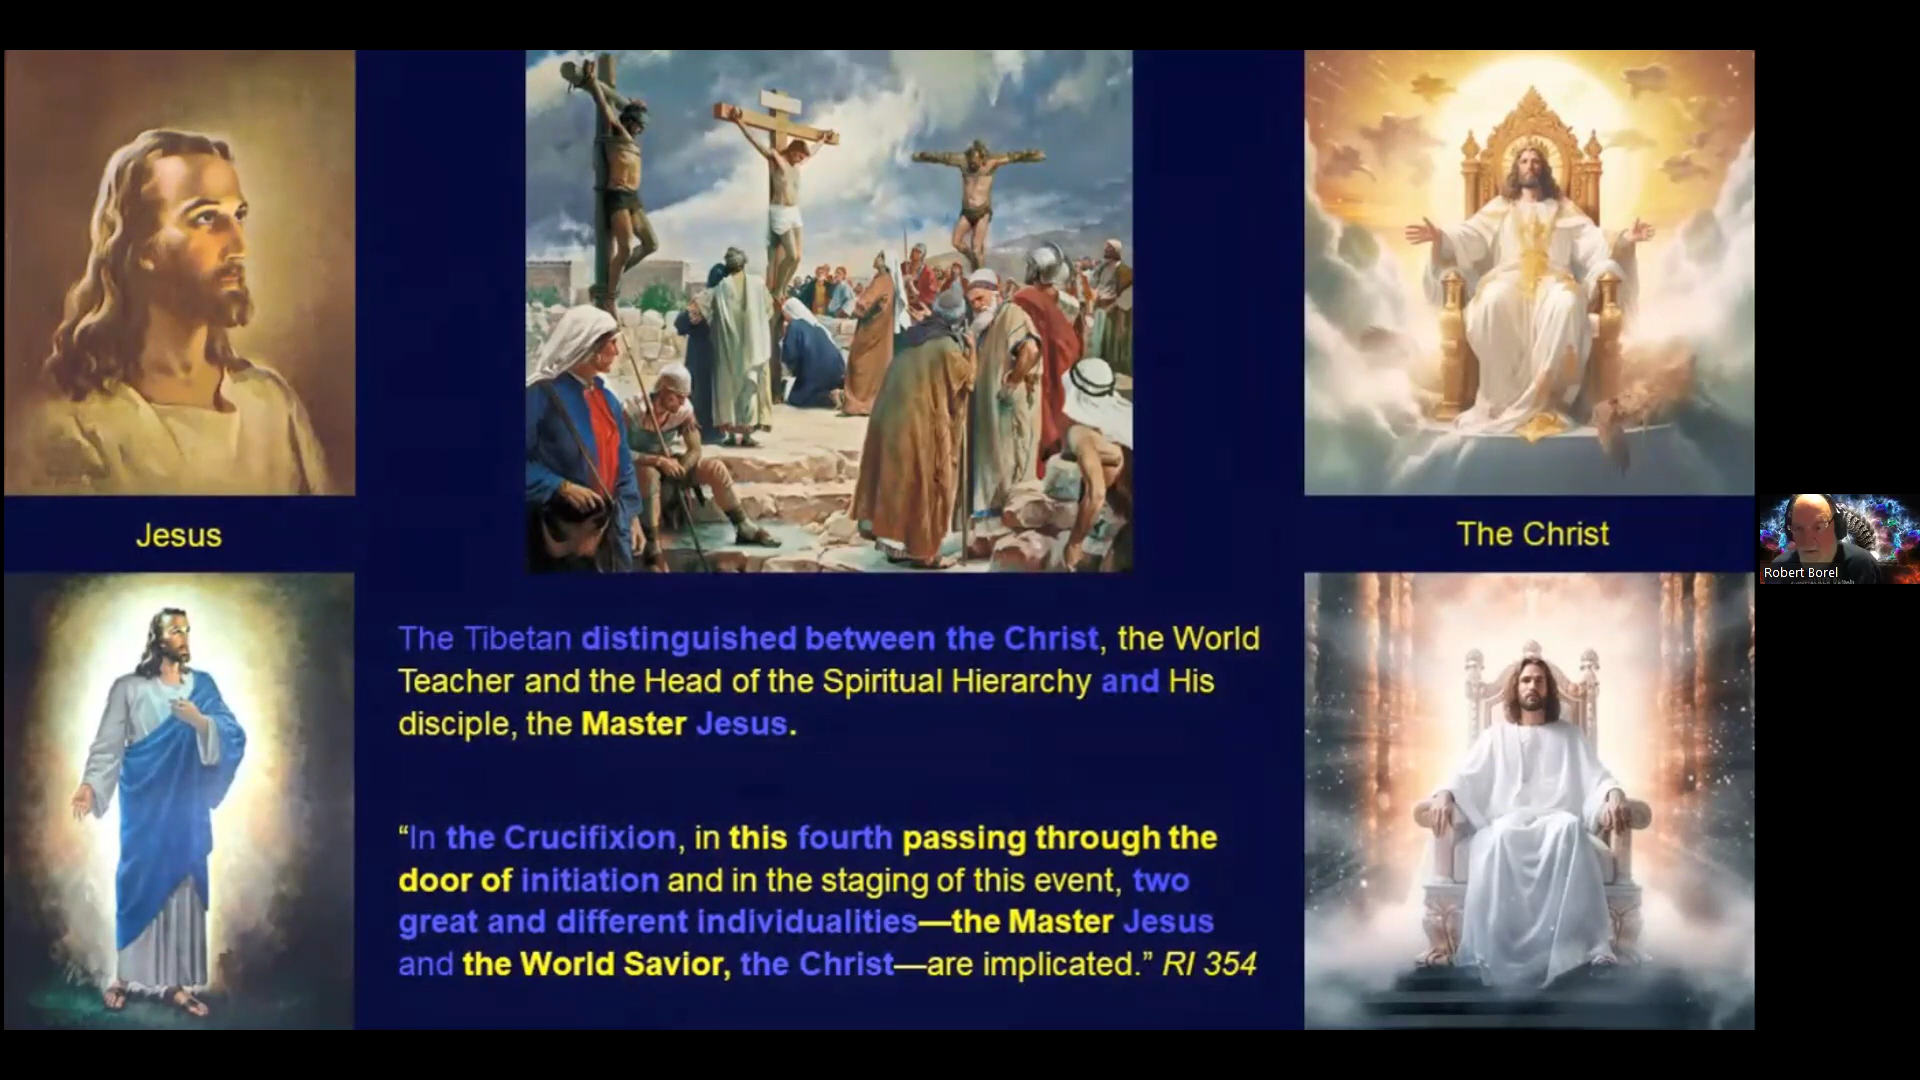 Jesus
The Christ
The Tibetan distinguished between the Christ, the World
Teacher and the Head of the Spiritual Hierarchy and His
disciple, the Master Jesus.
“In the Crucifixion, in this fourth passing through the
door of initiation and in the staging of this event, two
great and different individualities—the Master Jesus
and the World Savior, the Christ—are implicated.” RI 354
Robert Borel